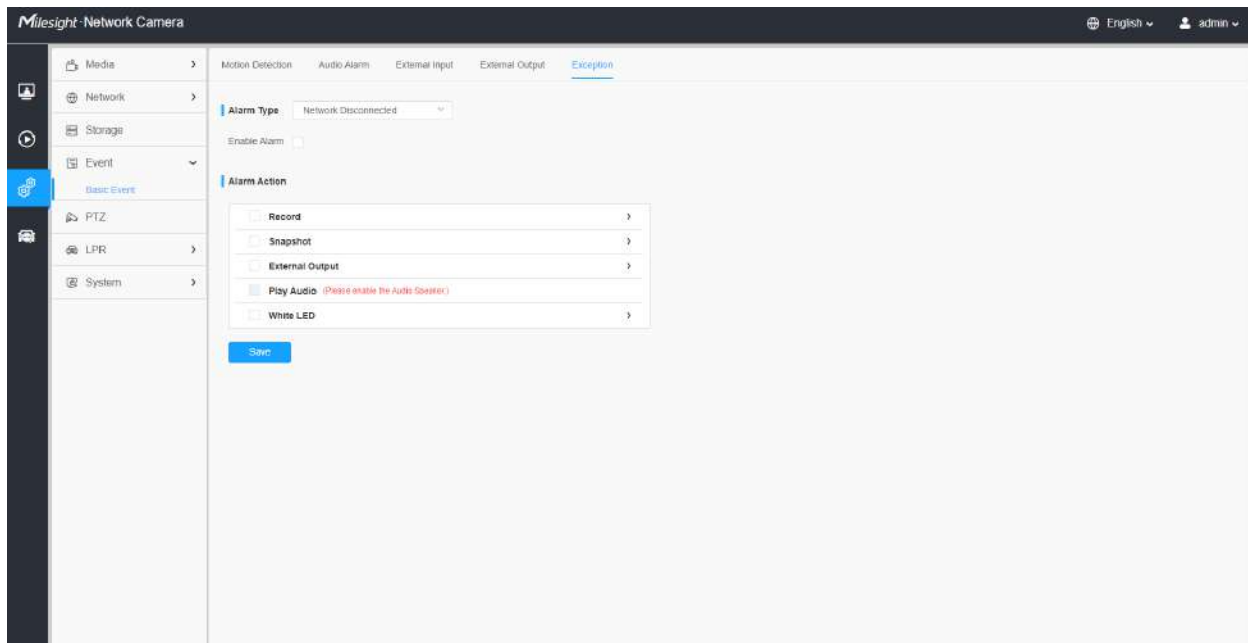 Milesight Network Camera
English
admin
Media
Network
Storage
Event
Basic Event
PTZ
LPR
System
Motion Detection Audio Alarm External Input External Output Exception
Alarm Type Network Disconnected
Enable Alarm
Alarm Action
Record
Snapshot
External Output
Play Audio (Please enable the Audio Speaker.)
White LED
Save